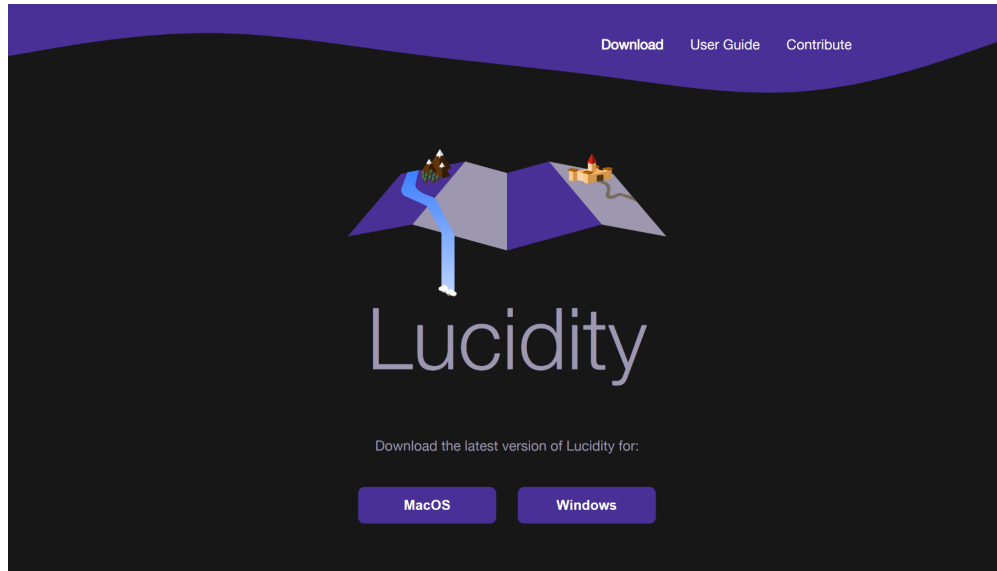 Download User Guide Contribute
Lucidity
Download the latest version of Lucidity for:
MacOS Windows